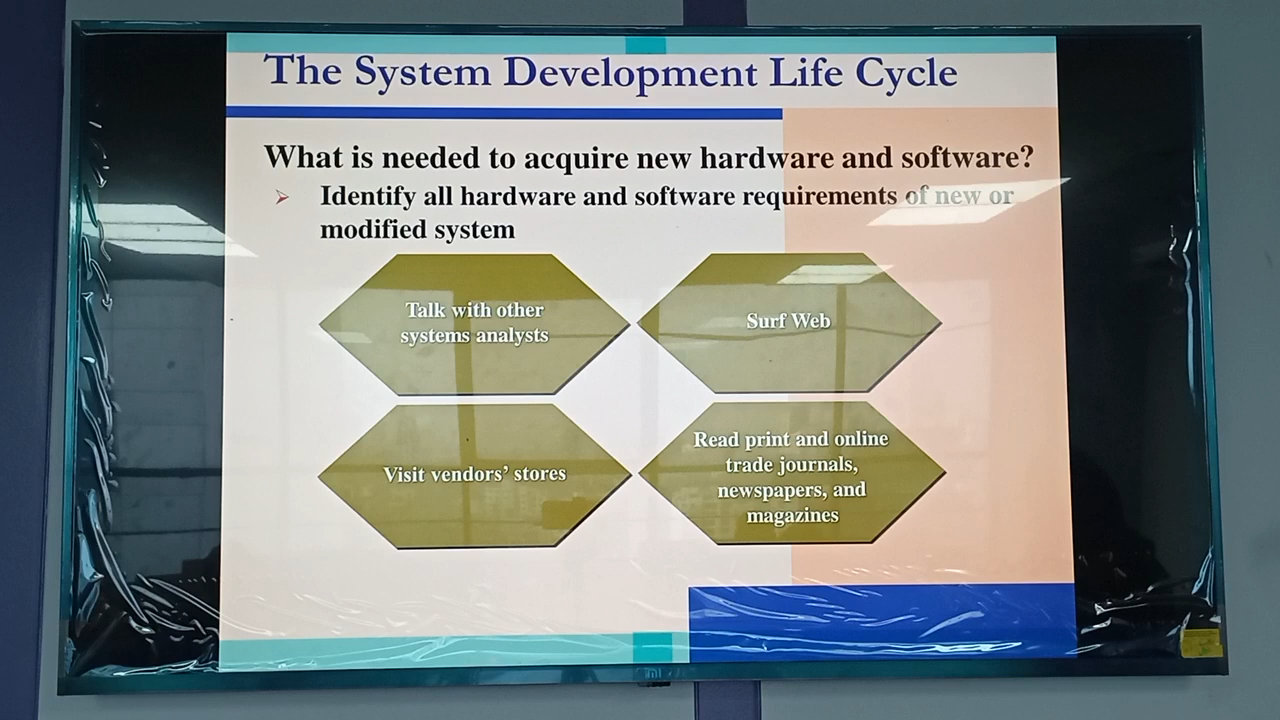 The System Development Life Cycle
What is needed to acquire new hardware and software?
Identify all hardware and software requirements of new or
modified system
Talk with other
systems analysts
Surf Web
Visit vendors’ stores
Read print and online
trade journals,
newspapers, and
magazines
mi